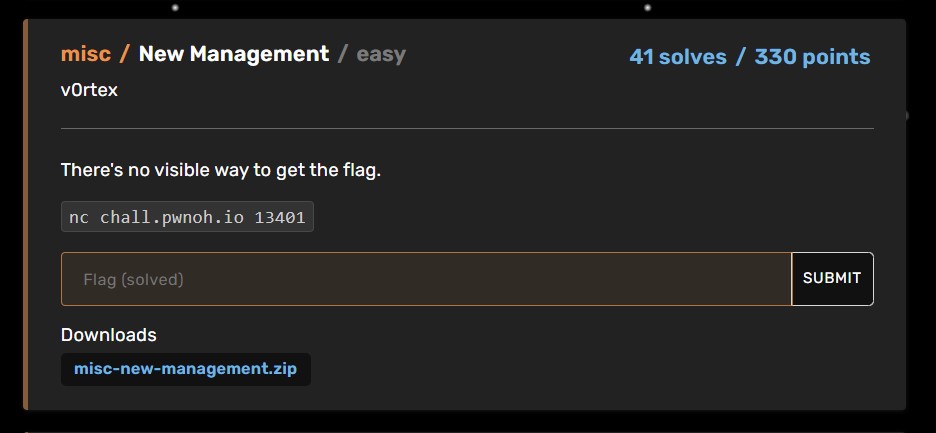 misc / New Management / easy
41 solves / 330 points
v0rtex
There's no visible way to get the flag.
nc chall.pwnoh.io 13401
Flag (solved)
SUBMIT
Downloads
misc-new-management.zip